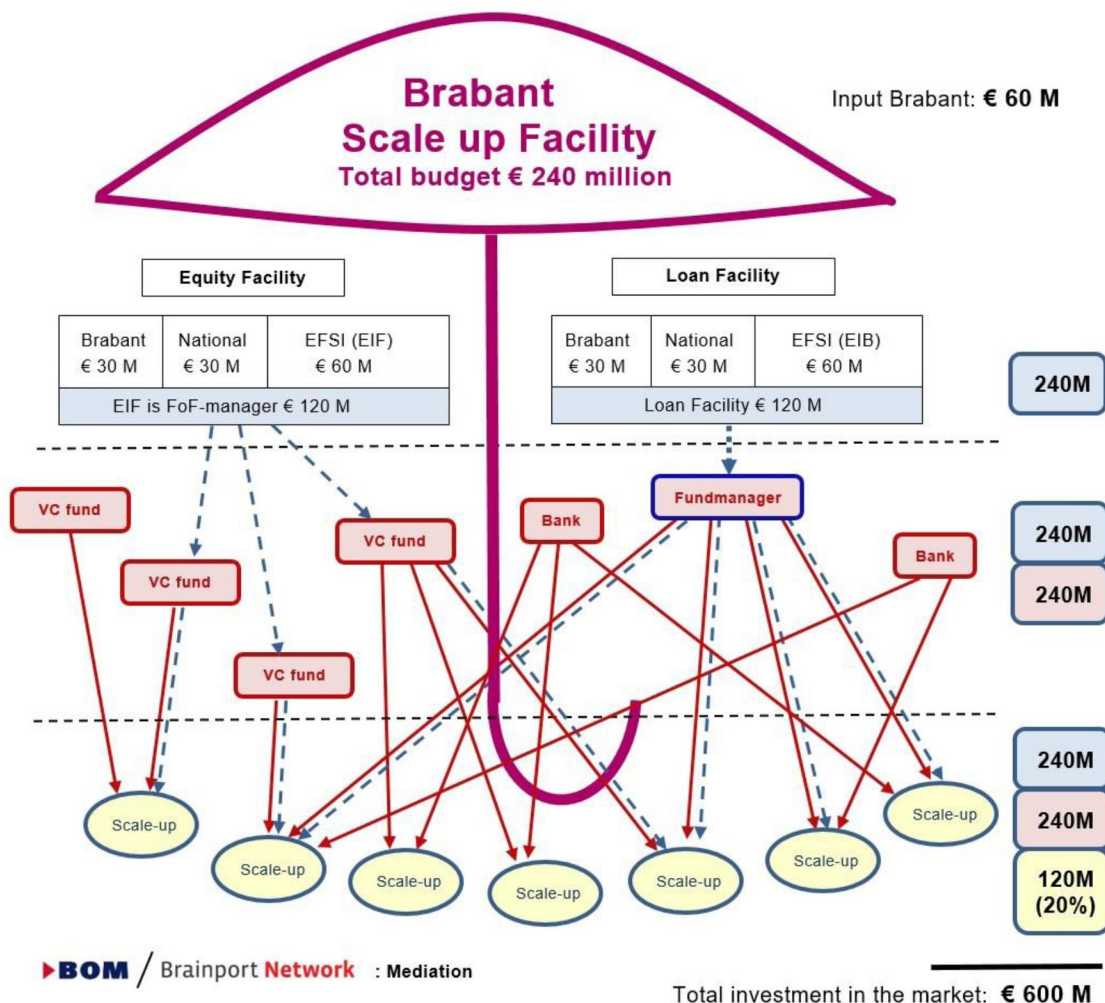 Brabant
Scale up Facility
Total budget € 240 million
Input Brabant: € 60 M
Equity Facility
Loan Facility
Brabant
€ 30 M
National
€ 30 M
EFSI (EIF)
€ 60 M
EIF is FoF-manager € 120 M
Brabant
€ 30 M
National
€ 30 M
EFSI (EIB)
€ 60 M
Loan Facility € 120 M
240M
VC fund
VC fund
VC fund
VC fund
Bank
Fundmanager
Bank
240M
240M
Scale-up
Scale-up
Scale-up
Scale-up
Scale-up
Scale-up
Scale-up
240M
240M
120M
(20%)
BOM / Brainport Network : Mediation
Total investment in the market: € 600 M